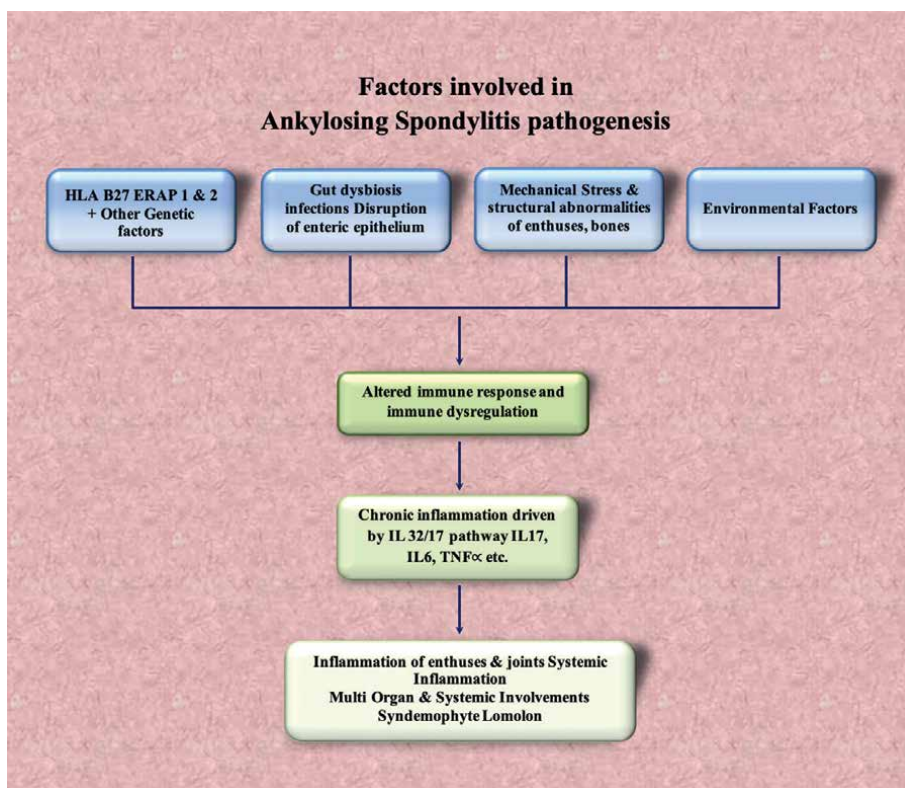 Factors involved in
Ankylosing Spondylitis pathogenesis
HLA B27 ERAP 1 & 2
+ Other Genetic
factors
Gut dysbiosis
infections Disruption
of enteric epithelium
Mechanical Stress &
structural abnormalities
of enthuses, bones
Environmental Factors
Altered immune response and
immune dysregulation
Chronic inflammation driven
by IL 32/17 pathway IL17,
IL6, TNF∝ etc.
Inflammation of enthuses & joints Systemic
Inflammation
Multi Organ & Systemic Involvements
Syndemophyte Lomolon